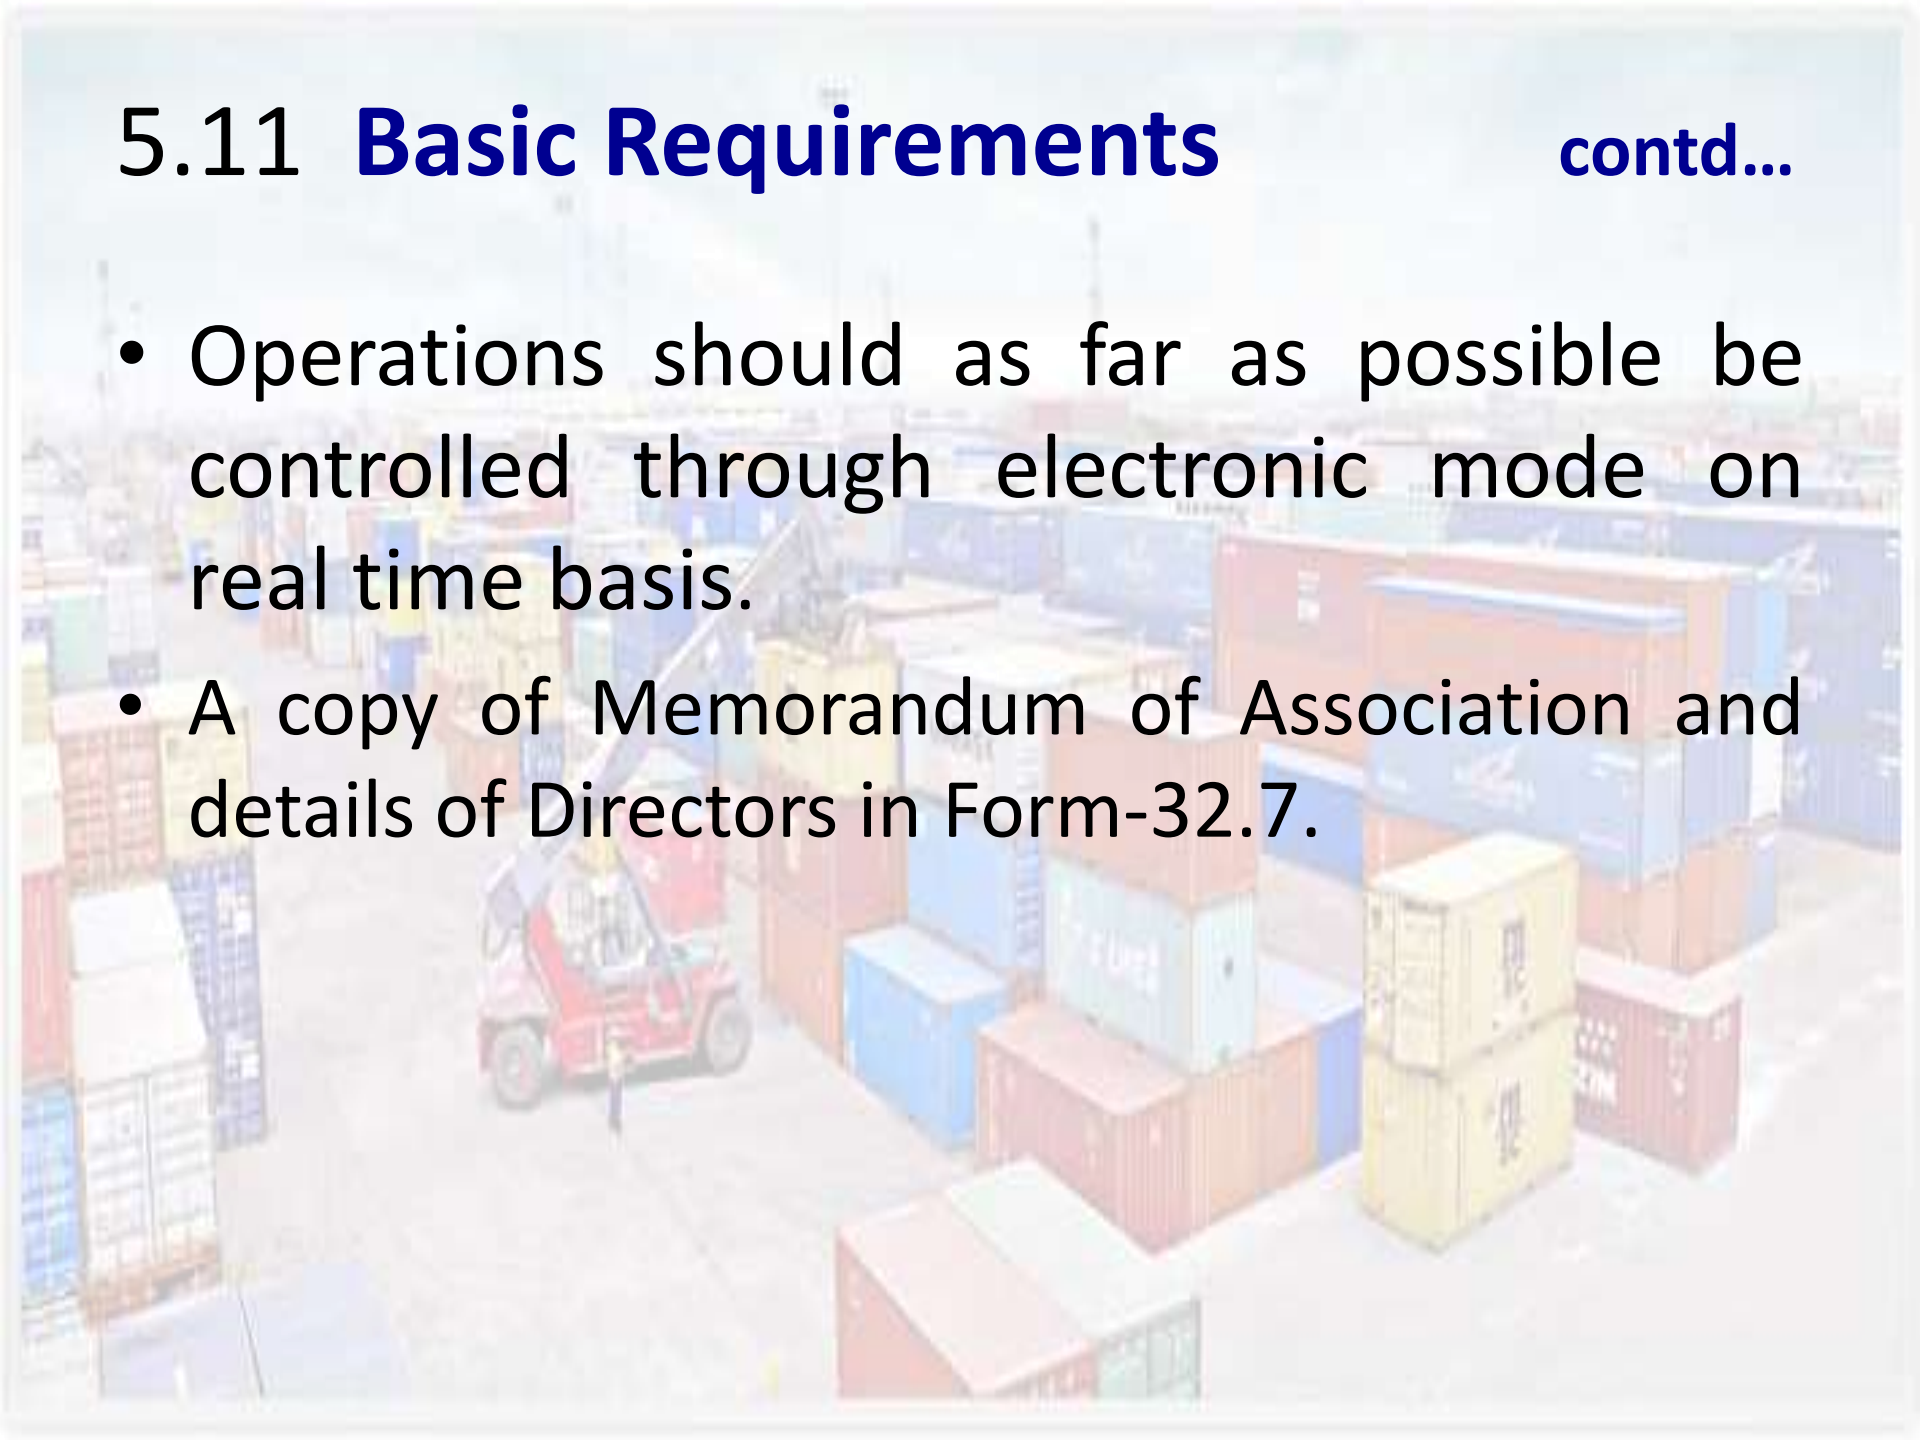 5.11 Basic Requirements contd…
• Operations should as far as possible be
controlled through electronic mode on
real time basis.
• A copy of Memorandum of Association and
details of Directors in Form-32.7.